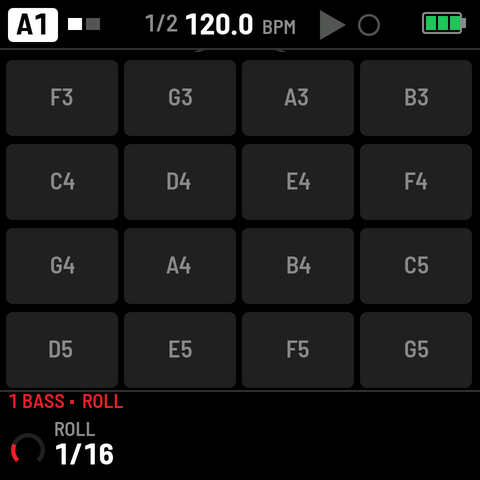 A1 1/2 120.0 BPM
F3 G3 A3 B3
C4 D4 E4 F4
G4 A4 B4 C5
D5 E5 F5 G5
1 BASS • ROLL
ROLL
1/16